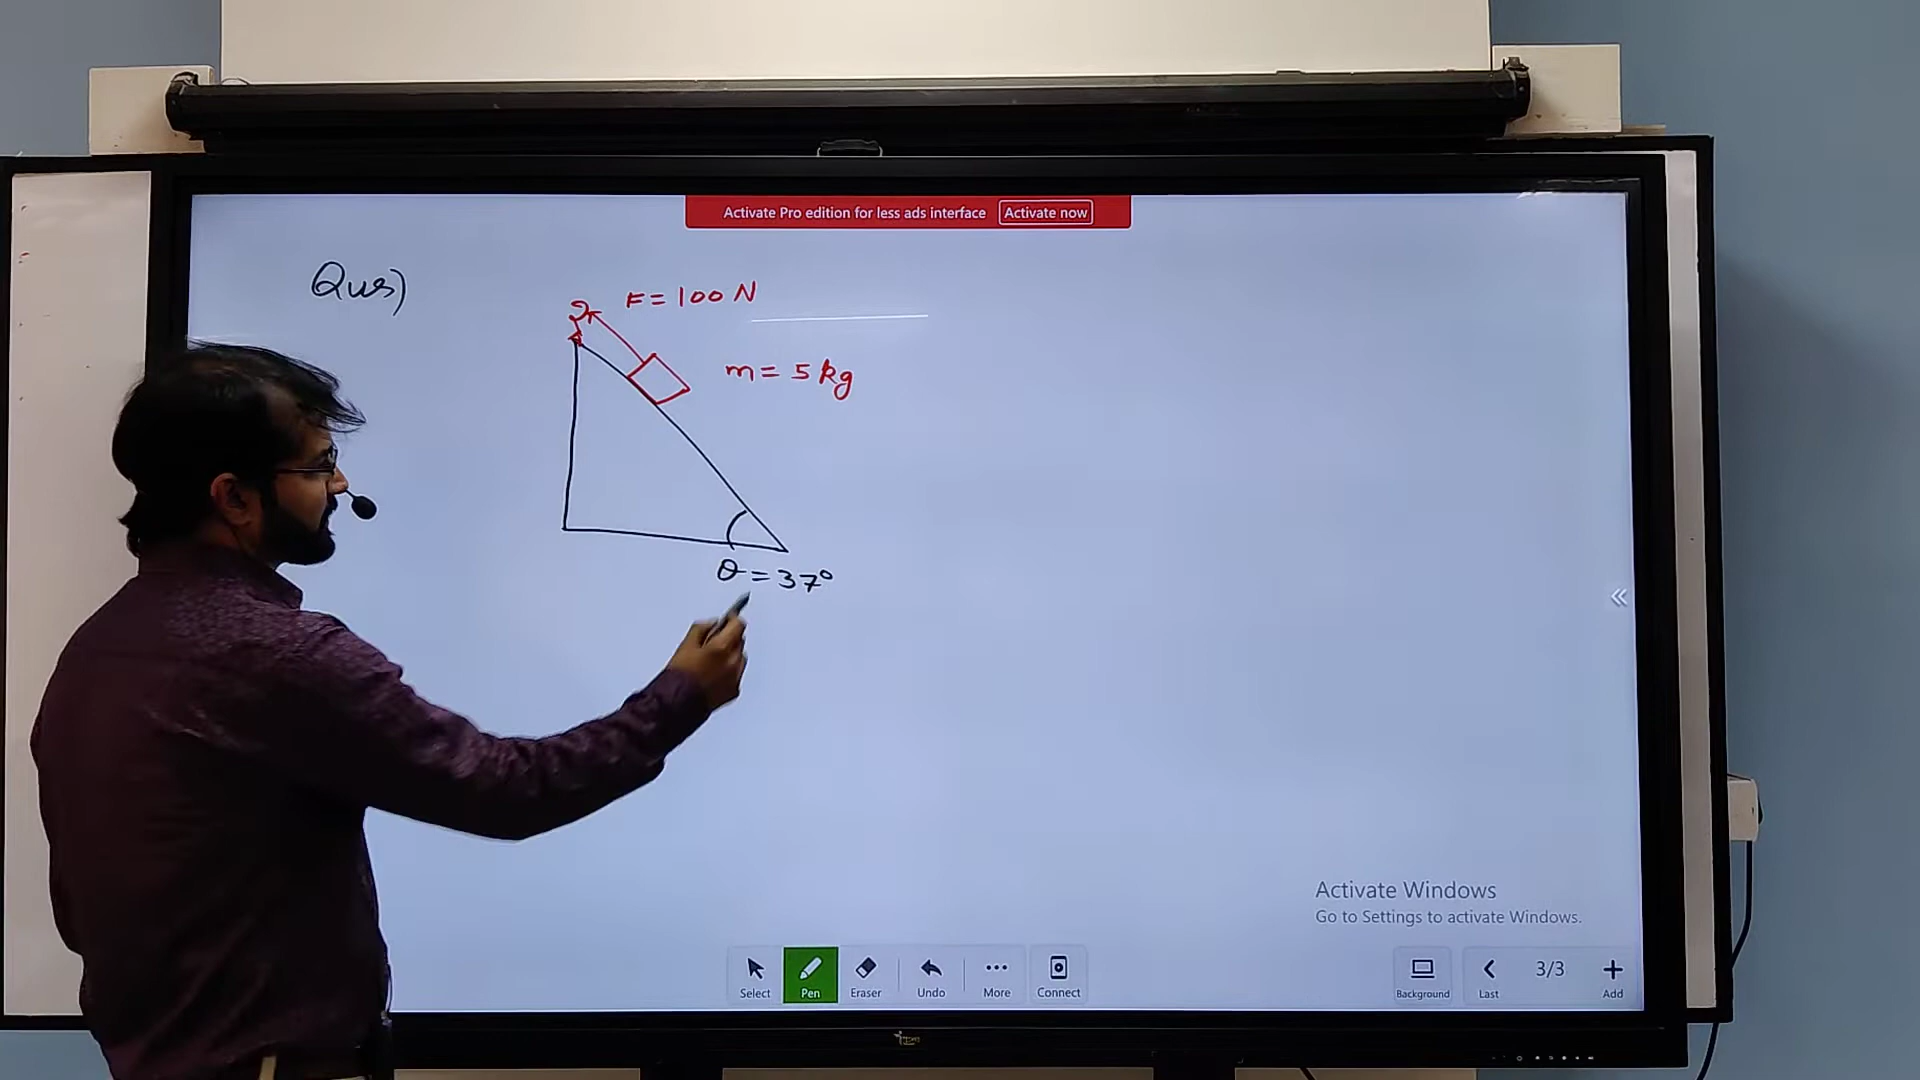 Activate Pro edition for less ads interface Activate now
Qus)
F = 100 N
m = 5 kg
θ = 37°
Activate Windows
Go to Settings to activate Windows.
Select Pen Eraser Undo More Connect
Background Last 3/3 Add